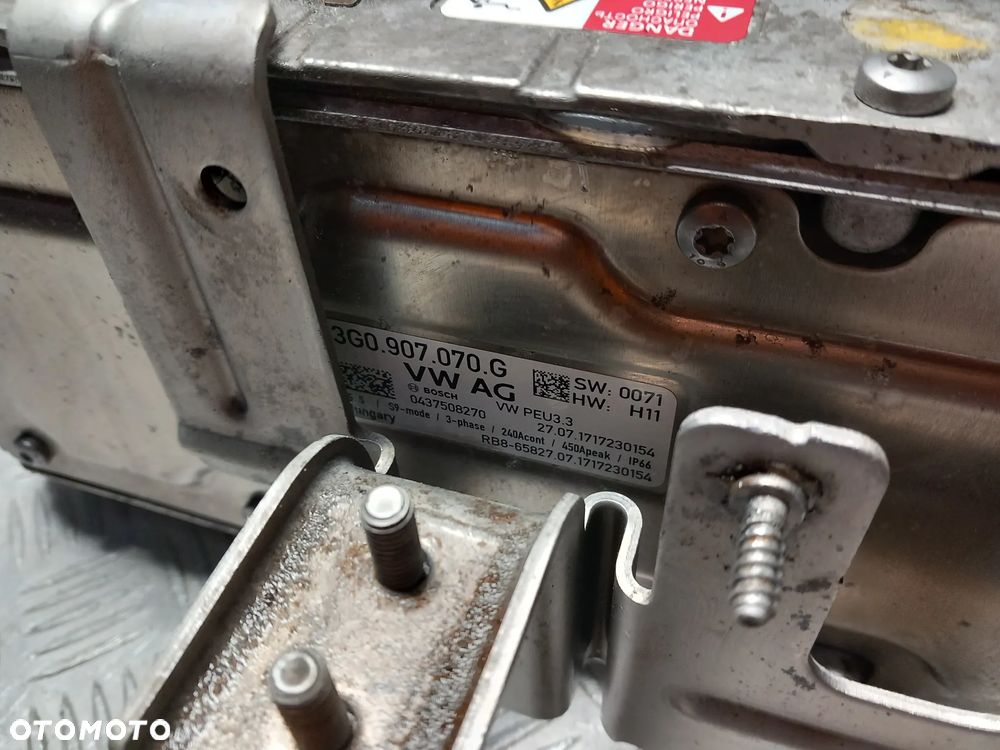 DANGER
PELIGRO
3G0.907.070.G
VW AG
SW: 0071
HW: H11
BOSCH
VW PEU3.3
0437508270
27.07.1717230154
S9-mode / 3-phase / 240Acont / 450Apeak / IP66
RB8-65827.07.1717230154
OTOMOTO